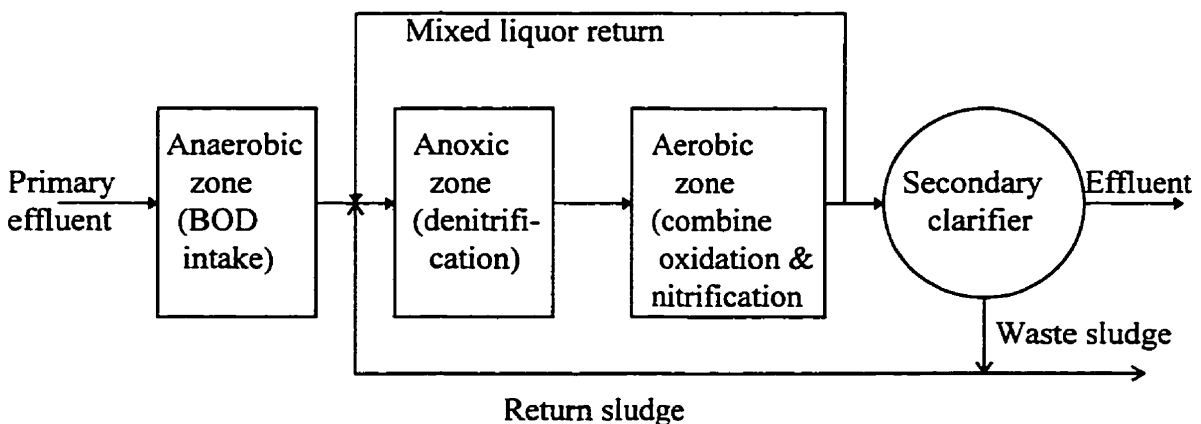 Mixed liquor return
Primary
effluent
Anaerobic
zone
(BOD
intake)
Anoxic
zone
(denitrifi-
cation)
Aerobic
zone
(combine
oxidation &
nitrification
Secondary
clarifier
Effluent
Waste sludge
Return sludge